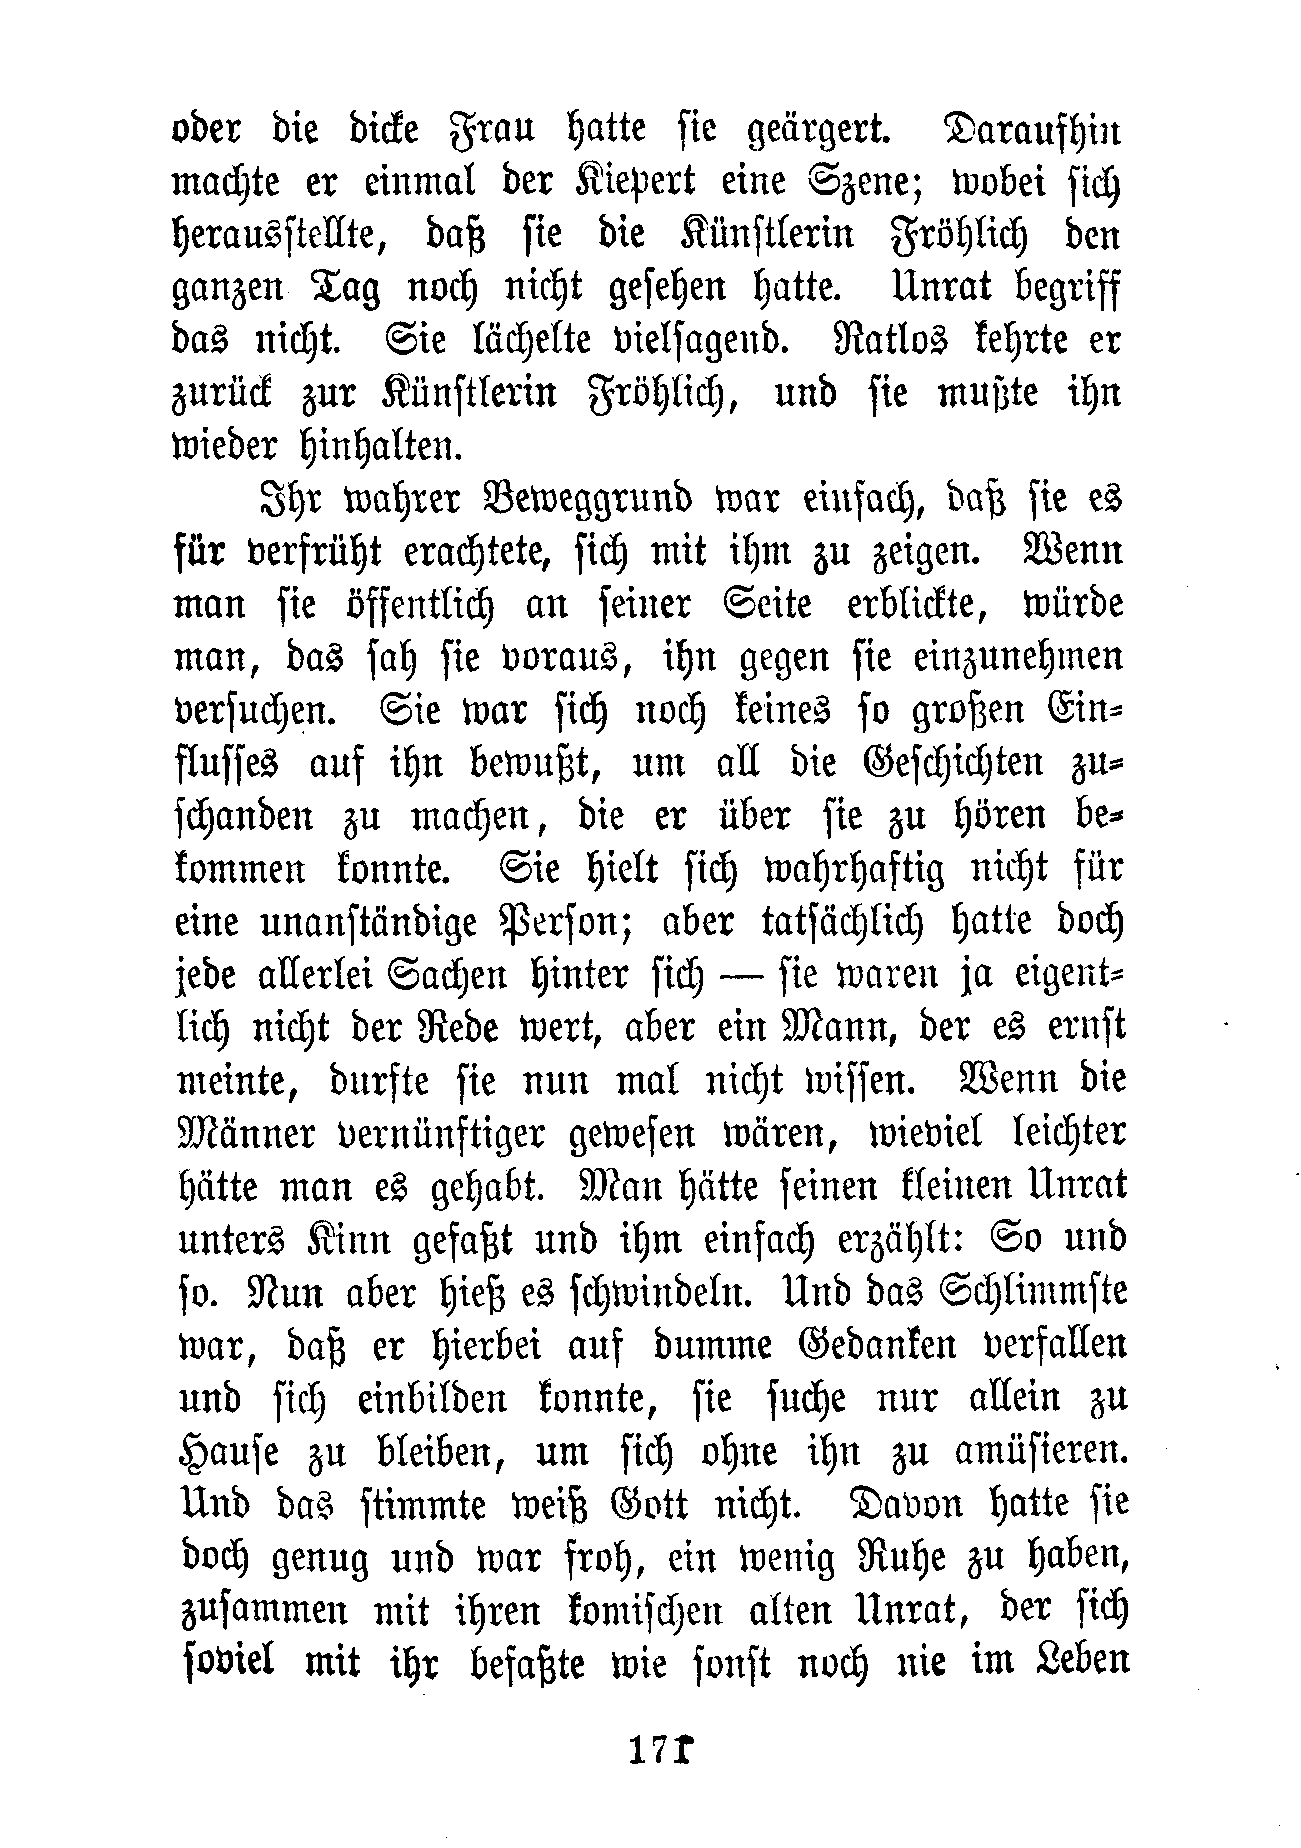 oder die dicke Frau hatte sie geärgert. Daraufhin
machte er einmal der Kiepert eine Szene; wobei sich
herausstellte, daß sie die Künstlerin Fröhlich den
ganzen Tag noch nicht gesehen hatte. Unrat begriff
das nicht. Sie lächelte vielsagend. Ratlos kehrte er
zurück zur Künstlerin Fröhlich, und sie mußte ihn
wieder hinhalten.
Ihr wahrer Beweggrund war einfach, daß sie es
für verfrüht erachtete, sich mit ihm zu zeigen. Wenn
man sie öffentlich an seiner Seite erblickte, würde
man, das sah sie voraus, ihn gegen sie einzunehmen
versuchen. Sie war sich noch keines so großen Ein-
flusses auf ihn bewußt, um all die Geschichten zu-
schanden zu machen, die er über sie zu hören be-
kommen konnte. Sie hielt sich wahrhaftig nicht für
eine unanständige Person; aber tatsächlich hatte doch
jede allerlei Sachen hinter sich — sie waren ja eigent-
lich nicht der Rede wert, aber ein Mann, der es ernst
meinte, durfte sie nun mal nicht wissen. Wenn die
Männer vernünftiger gewesen wären, wieviel leichter
hätte man es gehabt. Man hätte seinen kleinen Unrat
unters Kinn gefaßt und ihm einfach erzählt: So und
so. Nun aber hieß es schwindeln. Und das Schlimmste
war, daß er hierbei auf dumme Gedanken verfallen
und sich einbilden konnte, sie suche nur allein zu
Hause zu bleiben, um sich ohne ihn zu amüsieren.
Und das stimmte weiß Gott nicht. Davon hatte sie
doch genug und war froh, ein wenig Ruhe zu haben,
zusammen mit ihren komischen alten Unrat, der sich
soviel mit ihr befaßte wie sonst noch nie im Leben
171